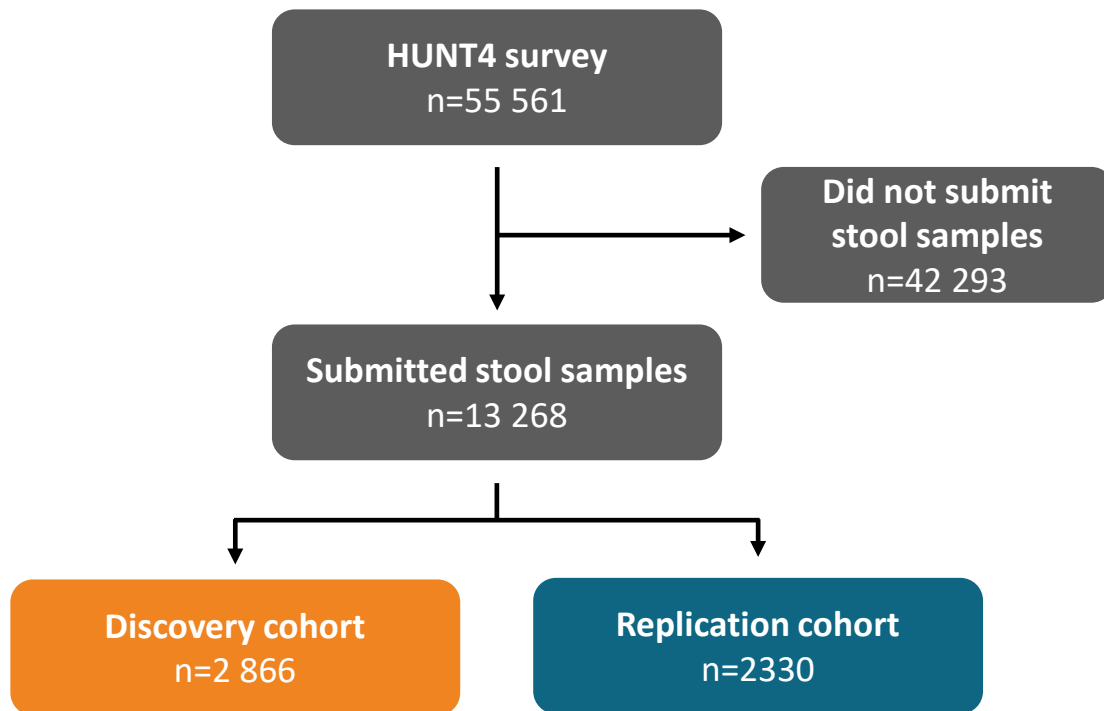 HUNT4 survey
n=55 561
Did not submit
stool samples
n=42 293
Submitted stool samples
n=13 268
Discovery cohort
n=2 866
Replication cohort
n=2330